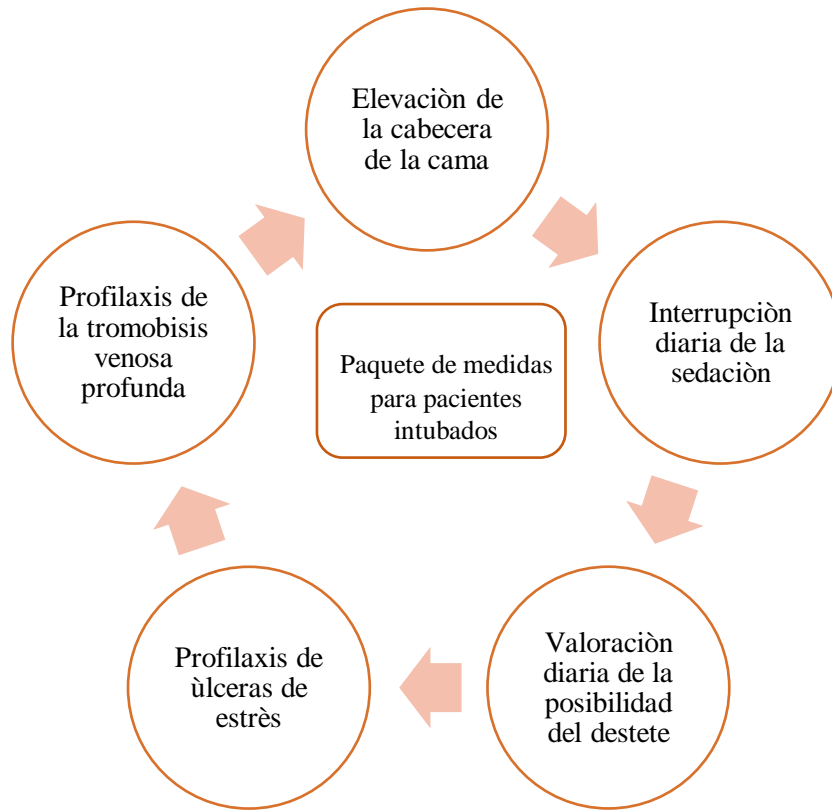 Elevaciòn de
la cabecera
de la cama
Profilaxis de
la tromobisis
venosa
profunda
Interrupciòn
diaria de la
sedaciòn
Paquete de medidas
para pacientes
intubados
Profilaxis de
ùlceras de
estrès
Valoraciòn
diaria de la
posibilidad
del destete